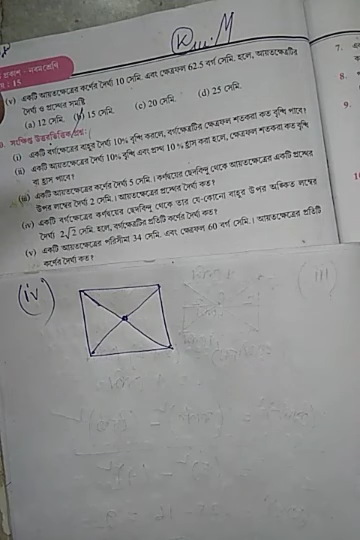 Km.M
প্রকাশ - নবমশ্রেণি
: 15
(v) একটি আয়তক্ষেত্রের কর্ণের দৈর্ঘ্য 10 সেমি. এবং ক্ষেত্রফল 62.5 বর্গ সেমি. হলে, আয়তক্ষেত্রটির
দৈর্ঘ্য ও প্রস্থের সমষ্টি
(a) 12 সেমি. (b) 15 সেমি. (c) 20 সেমি. (d) 25 সেমি.
সংক্ষিপ্ত উত্তরভিত্তিক প্রশ্ন:
(i) একটি বর্গক্ষেত্রের বাহুর দৈর্ঘ্য 10% বৃদ্ধি করলে, বর্গক্ষেত্রটির ক্ষেত্রফল শতকরা কত বৃদ্ধি পাবে?
(ii) একটি আয়তক্ষেত্রের দৈর্ঘ্য 10% বৃদ্ধি এবং প্রস্থ 10% হ্রাস করা হলে, ক্ষেত্রফল শতকরা কত বৃদ্ধি
বা হ্রাস পাবে?
(iii) একটি আয়তক্ষেত্রের কর্ণের দৈর্ঘ্য 5 সেমি.। কর্ণদ্বয়ের ছেদবিন্দু থেকে আয়তক্ষেত্রের একটি প্রস্থের
উপর লম্বের দৈর্ঘ্য 2 সেমি.। আয়তক্ষেত্রের প্রস্থের দৈর্ঘ্য কত?
(iv) একটি বর্গক্ষেত্রের কর্ণদ্বয়ের ছেদবিন্দু থেকে তার যে-কোনো বাহুর উপর অঙ্কিত লম্বের
দৈর্ঘ্য 2√2 সেমি. হলে, বর্গক্ষেত্রটির প্রতিটি কর্ণের দৈর্ঘ্য কত?
(v) একটি আয়তক্ষেত্রের পরিসীমা 34 সেমি. এবং ক্ষেত্রফল 60 বর্গ সেমি.। আয়তক্ষেত্রের প্রতিটি
কর্ণের দৈর্ঘ্য কত?
7.
8.
9.
(iv)